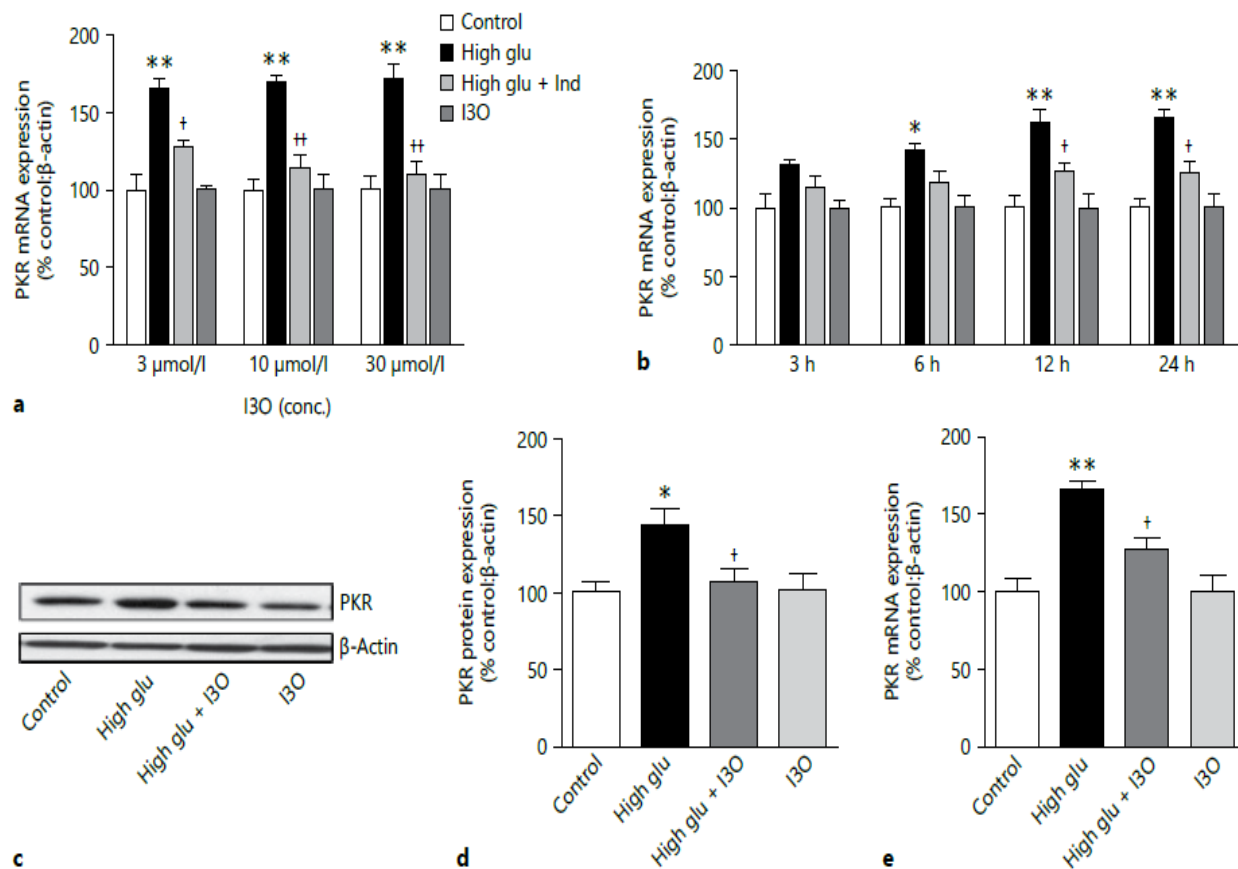 Control
High glu
High glu + Ind
I3O
PKR mRNA expression
(% control:β-actin)
200
150
100
50
0
**
**
**
†
††
††
3 µmol/l
10 µmol/l
30 µmol/l
I3O (conc.)
a
PKR mRNA expression
(% control:β-actin)
200
150
100
50
0
*
**
**
†
†
3 h
6 h
12 h
24 h
b
PKR
β-Actin
Control
High glu
High glu + I3O
I3O
c
PKR protein expression
(% control:β-actin)
200
150
100
50
0
*
†
Control
High glu
High glu + I3O
I3O
d
PKR mRNA expression
(% control:β-actin)
200
150
100
50
0
**
†
Control
High glu
High glu + I3O
I3O
e